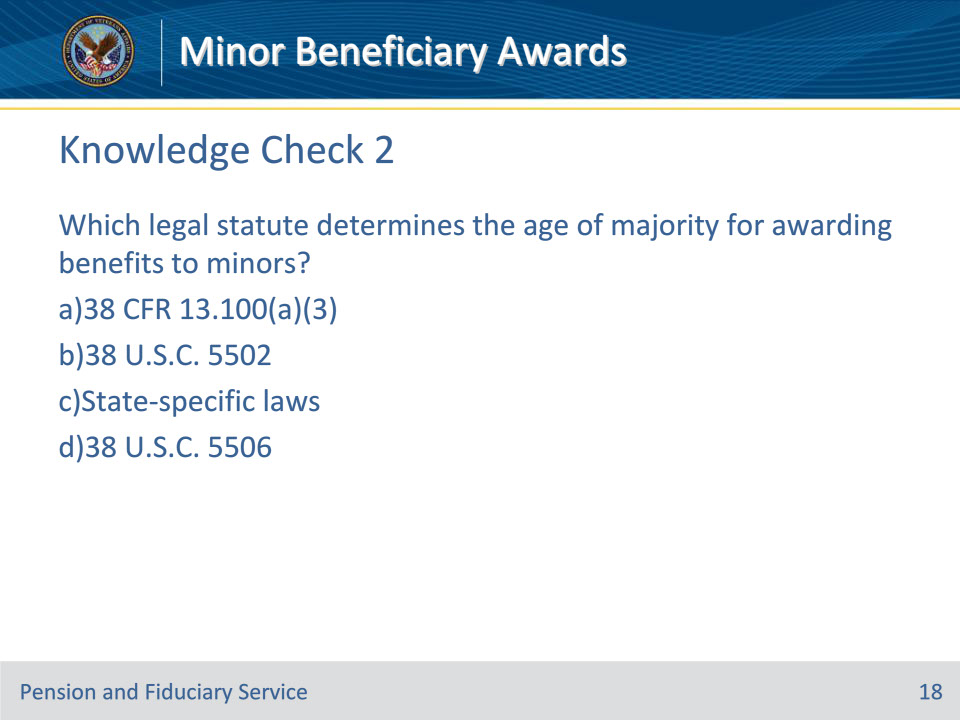 Minor Beneficiary Awards
Knowledge Check 2
Which legal statute determines the age of majority for awarding
benefits to minors?
a)38 CFR 13.100(a)(3)
b)38 U.S.C. 5502
c)State-specific laws
d)38 U.S.C. 5506
Pension and Fiduciary Service
18